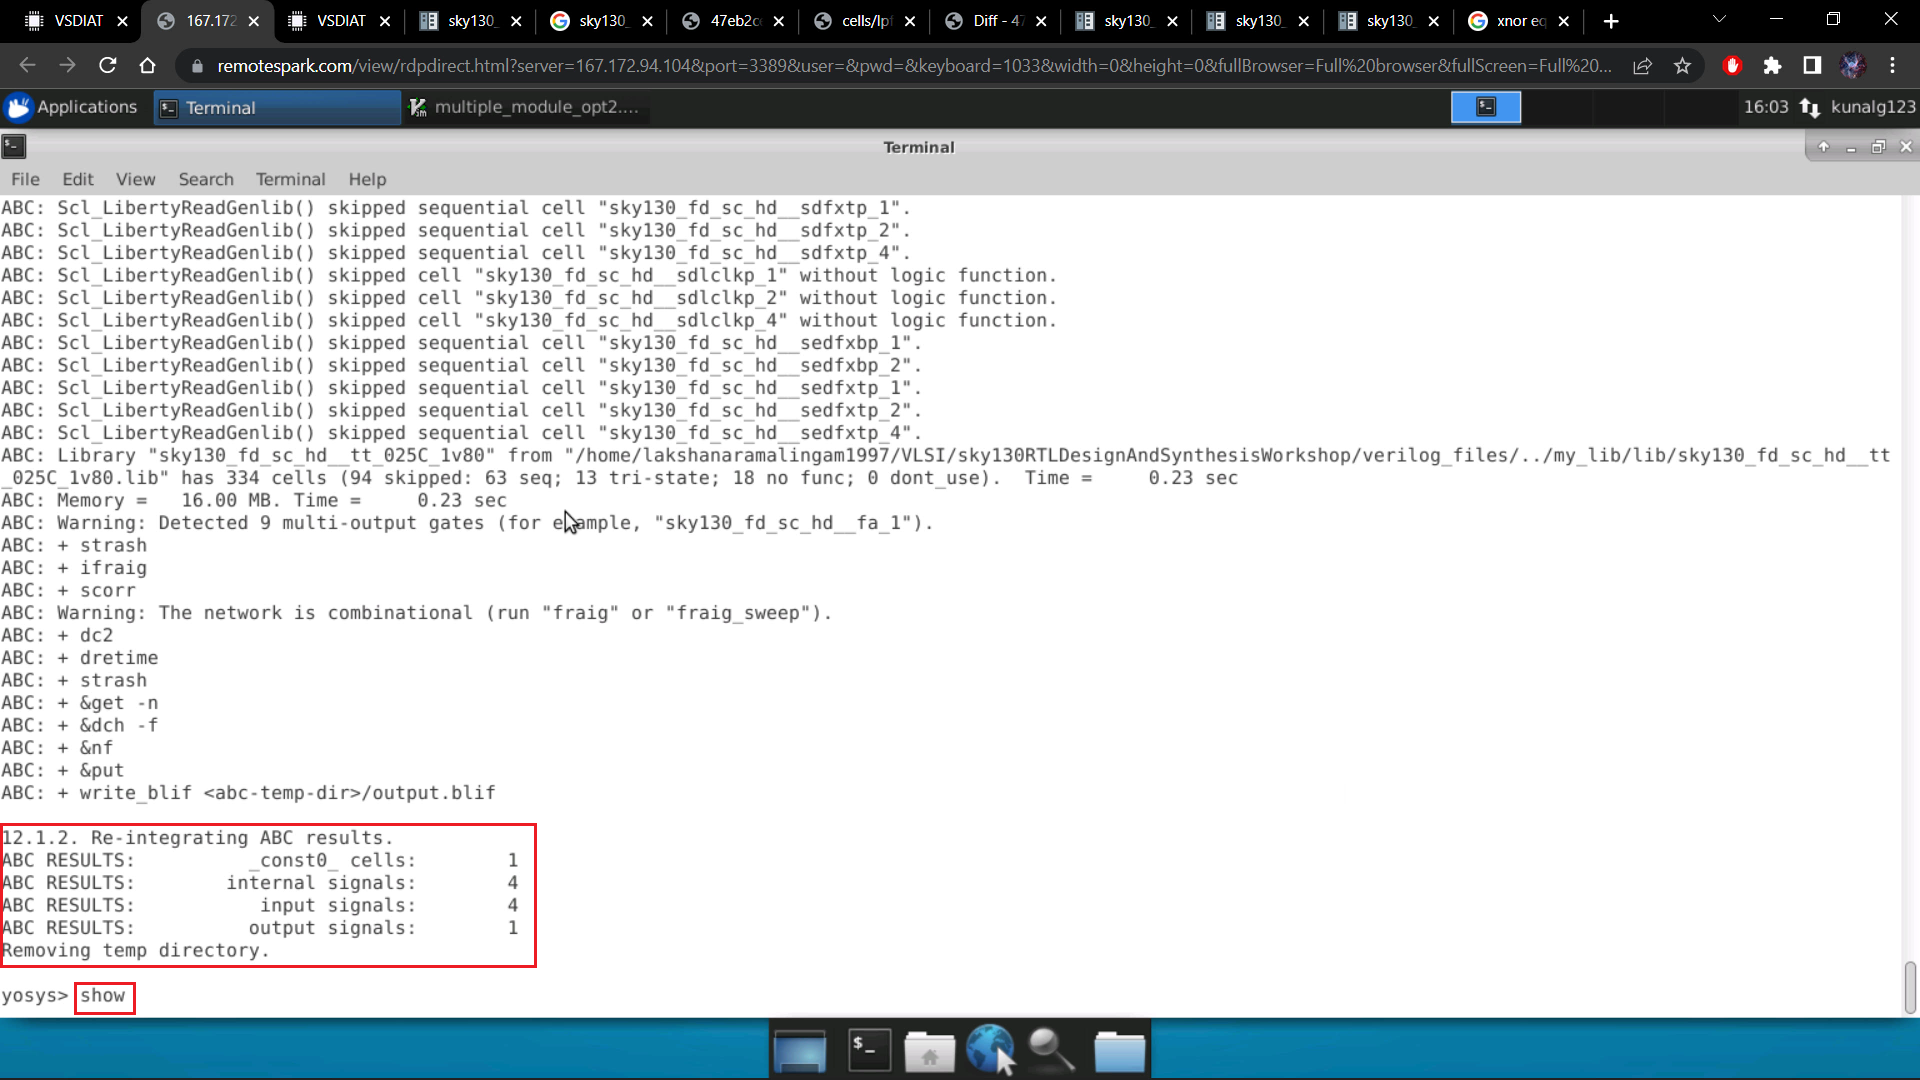 VSDIAT
167.172
VSDIAT
sky130_
sky130_
47eb2c
cells/lpf
Diff - 47
sky130_
sky130_
sky130_
xnor eq
remotespark.com/view/rdpdirect.html?server=167.172.94.104&port=3389&user=&pwd=&keyboard=1033&width=0&height=0&fullBrowser=Full%20browser&fullScreen=Full%20...
Applications
Terminal
multiple_module_opt2....
16:03
kunalg123
Terminal
File Edit View Search Terminal Help
ABC: Scl_LibertyReadGenlib() skipped sequential cell "sky130_fd_sc_hd__sdfxtp_1".
ABC: Scl_LibertyReadGenlib() skipped sequential cell "sky130_fd_sc_hd__sdfxtp_2".
ABC: Scl_LibertyReadGenlib() skipped sequential cell "sky130_fd_sc_hd__sdfxtp_4".
ABC: Scl_LibertyReadGenlib() skipped cell "sky130_fd_sc_hd__sdlclkp_1" without logic function.
ABC: Scl_LibertyReadGenlib() skipped cell "sky130_fd_sc_hd__sdlclkp_2" without logic function.
ABC: Scl_LibertyReadGenlib() skipped cell "sky130_fd_sc_hd__sdlclkp_4" without logic function.
ABC: Scl_LibertyReadGenlib() skipped sequential cell "sky130_fd_sc_hd__sedfxbp_1".
ABC: Scl_LibertyReadGenlib() skipped sequential cell "sky130_fd_sc_hd__sedfxbp_2".
ABC: Scl_LibertyReadGenlib() skipped sequential cell "sky130_fd_sc_hd__sedfxtp_1".
ABC: Scl_LibertyReadGenlib() skipped sequential cell "sky130_fd_sc_hd__sedfxtp_2".
ABC: Scl_LibertyReadGenlib() skipped sequential cell "sky130_fd_sc_hd__sedfxtp_4".
ABC: Library "sky130_fd_sc_hd__tt_025C_1v80" from "/home/lakshanaramalingam1997/VLSI/sky130RTLDesignAndSynthesisWorkshop/verilog_files/../my_lib/lib/sky130_fd_sc_hd__tt
_025C_1v80.lib" has 334 cells (94 skipped: 63 seq; 13 tri-state; 18 no func; 0 dont_use).  Time =     0.23 sec
ABC: Memory =   16.00 MB. Time =     0.23 sec
ABC: Warning: Detected 9 multi-output gates (for example, "sky130_fd_sc_hd__fa_1").
ABC: + strash
ABC: + ifraig
ABC: + scorr
ABC: Warning: The network is combinational (run "fraig" or "fraig_sweep").
ABC: + dc2
ABC: + dretime
ABC: + strash
ABC: + &get -n
ABC: + &dch -f
ABC: + &nf
ABC: + &put
ABC: + write_blif <abc-temp-dir>/output.blif
12.1.2. Re-integrating ABC results.
ABC RESULTS:          _const0_ cells:        1
ABC RESULTS:        internal signals:        4
ABC RESULTS:           input signals:        4
ABC RESULTS:          output signals:        1
Removing temp directory.
yosys> show